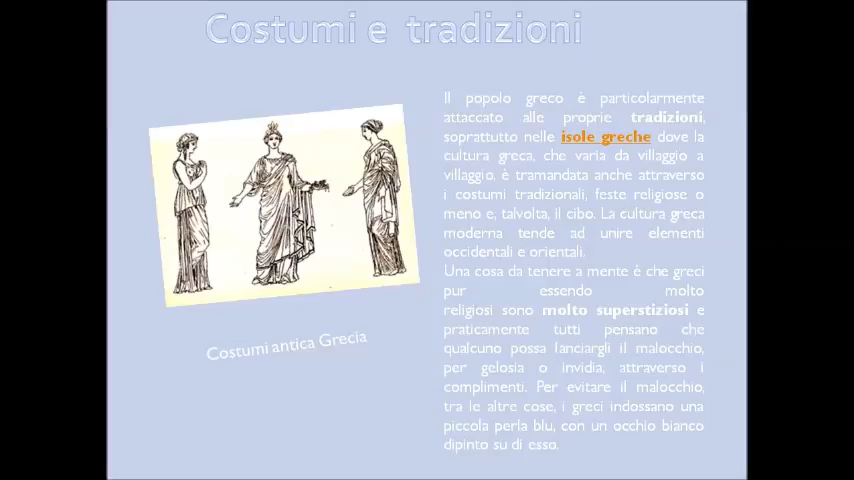 Costumi e tradizioni
Il popolo greco è particolarmente
attaccato alle proprie tradizioni,
soprattutto nelle isole greche dove la
cultura greca, che varia da villaggio a
villaggio, è tramandata anche attraverso
i costumi tradizionali, feste religiose o
meno e, talvolta, il cibo. La cultura greca
moderna tende ad unire elementi
occidentali e orientali.
Una cosa da tenere a mente è che greci
pur essendo molto
religiosi sono molto superstiziosi e
praticamente tutti pensano che
qualcuno possa lanciargli il malocchio,
per gelosia o invidia, attraverso i
complimenti. Per evitare il malocchio,
tra le altre cose, i greci indossano una
piccola perla blu, con un occhio bianco
dipinto su di esso.
Costumi antica Grecia